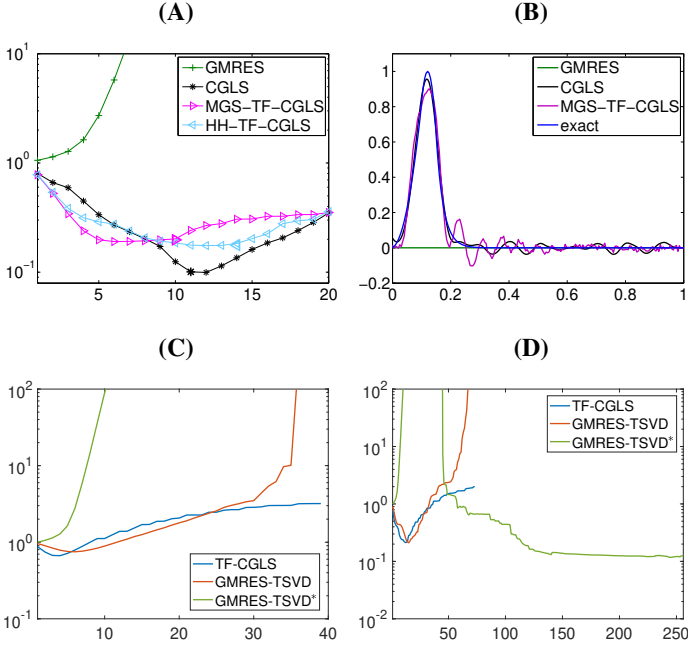 (A)
(B)
10^1
10^0
10^{-1}
GMRES
CGLS
MGS-TF-CGLS
HH-TF-CGLS
5
10
15
20
1
0.8
0.6
0.4
0.2
0
-0.2
GMRES
CGLS
MGS-TF-CGLS
exact
0
0.2
0.4
0.6
0.8
1
(C)
(D)
10^2
10^1
10^0
10^{-1}
TF-CGLS
GMRES-TSVD
GMRES-TSVD*
10
20
30
40
10^2
10^1
10^0
10^{-1}
10^{-2}
TF-CGLS
GMRES-TSVD
GMRES-TSVD*
50
100
150
200
250